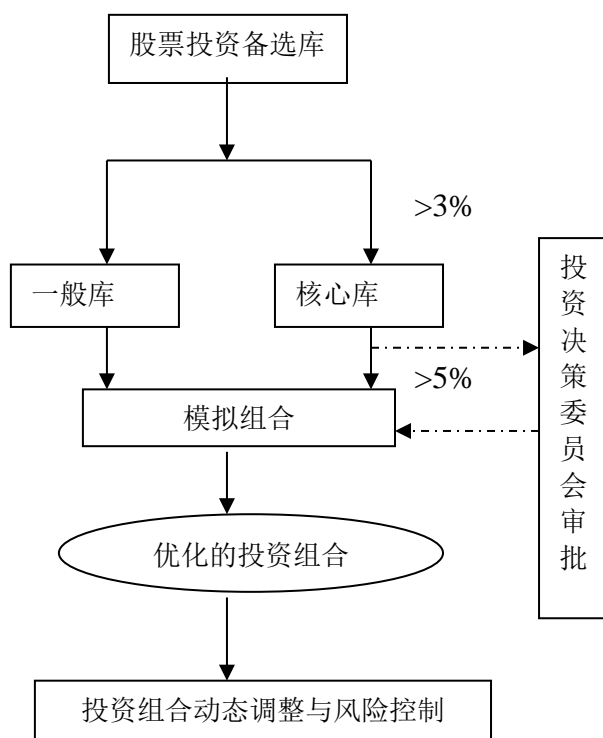 股票投资备选库
>3%
一般库
核心库
投资决策委员会审批
>5%
模拟组合
优化的投资组合
投资组合动态调整与风险控制